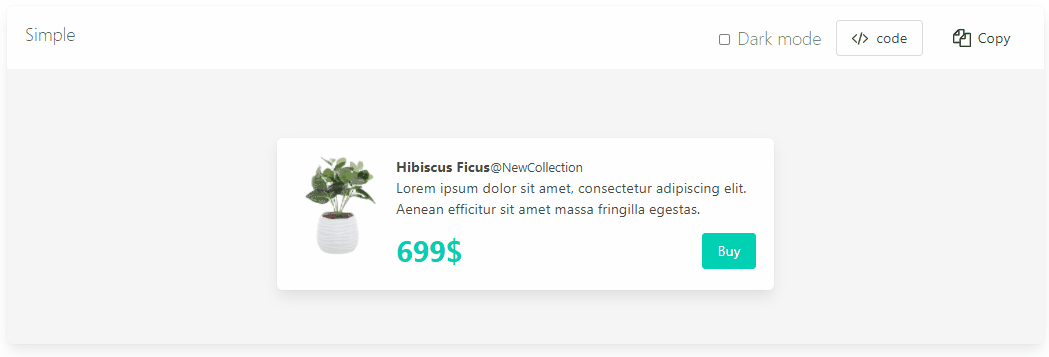 Simple
Dark mode
</> code
Copy
Hibiscus Ficus@NewCollection
Lorem ipsum dolor sit amet, consectetur adipiscing elit.
Aenean efficitur sit amet massa fringilla egestas.
699$
Buy